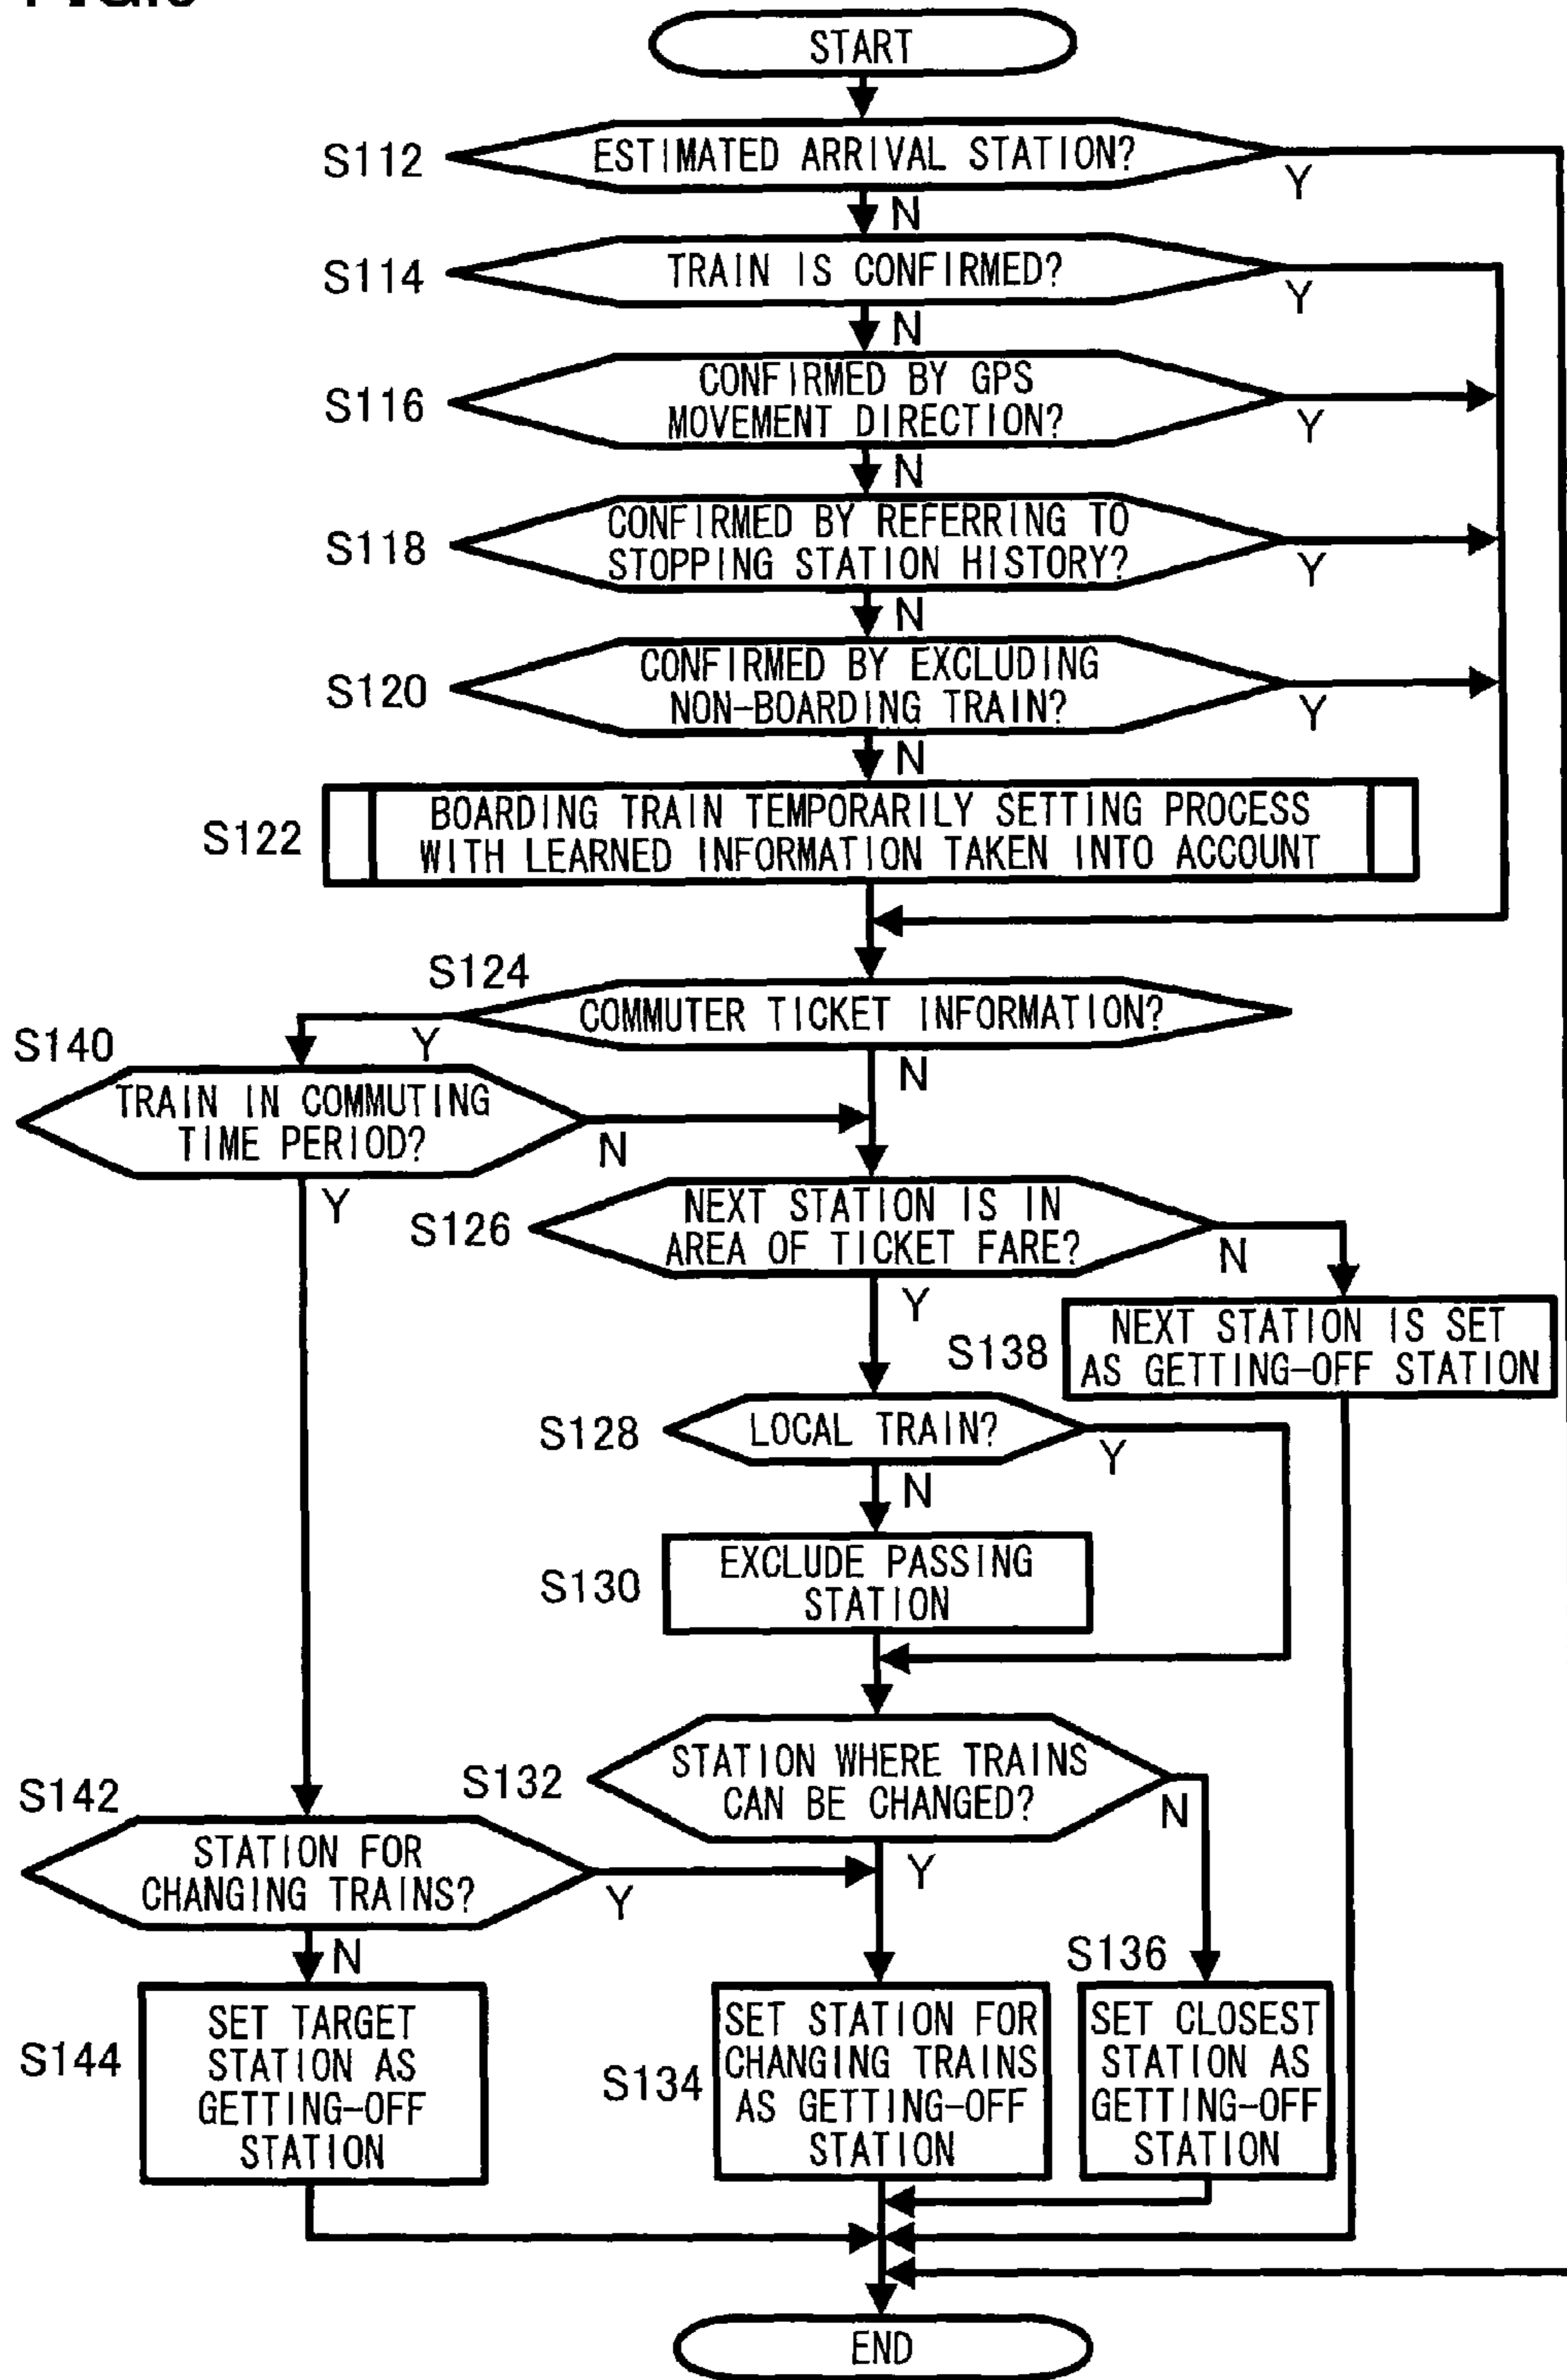 START
S112
ESTIMATED ARRIVAL STATION?
Y
N
S114
TRAIN IS CONFIRMED?
Y
N
S116
CONFIRMED BY GPS
MOVEMENT DIRECTION?
Y
N
S118
CONFIRMED BY REFERRING TO
STOPPING STATION HISTORY?
Y
N
S120
CONFIRMED BY EXCLUDING
NON-BOARDING TRAIN?
Y
N
S122
BOARDING TRAIN TEMPORARILY SETTING PROCESS
WITH LEARNED INFORMATION TAKEN INTO ACCOUNT
S124
COMMUTER TICKET INFORMATION?
Y
N
S140
TRAIN IN COMMUTING
TIME PERIOD?
N
Y
S126
NEXT STATION IS IN
AREA OF TICKET FARE?
N
Y
S138
NEXT STATION IS SET
AS GETTING-OFF STATION
S128
LOCAL TRAIN?
Y
N
S130
EXCLUDE PASSING
STATION
S132
STATION WHERE TRAINS
CAN BE CHANGED?
N
Y
S142
STATION FOR
CHANGING TRAINS?
Y
N
S144
SET TARGET
STATION AS
GETTING-OFF
STATION
S134
SET STATION FOR
CHANGING TRAINS
AS GETTING-OFF
STATION
S136
SET CLOSEST
STATION AS
GETTING-OFF
STATION
END